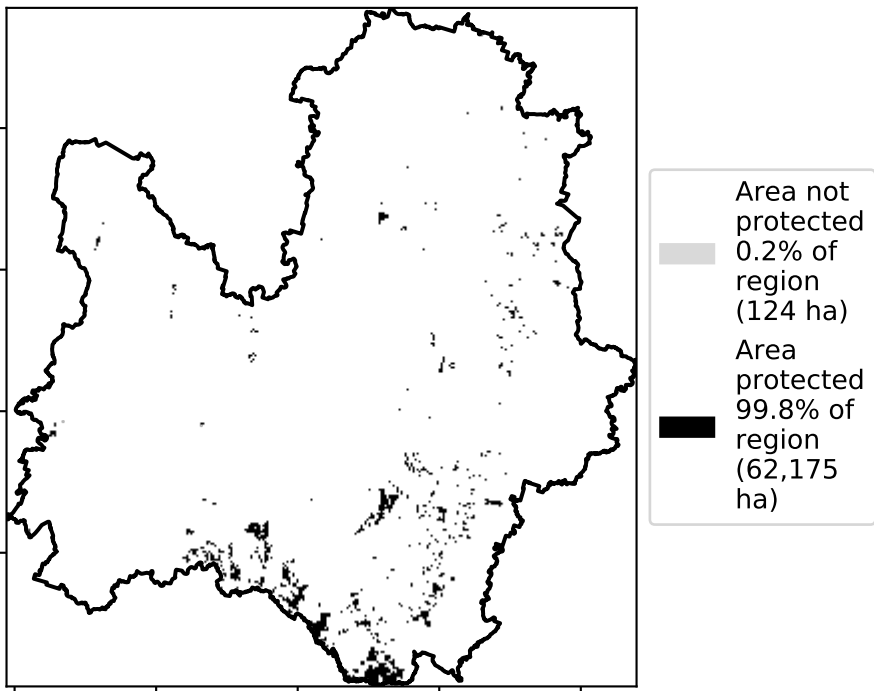 Area not
protected
0.2% of
region
(124 ha)
Area
protected
99.8% of
region
(62,175
ha)